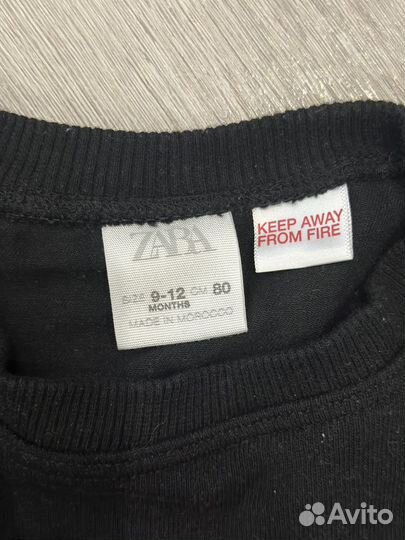 ZARA
SIZE 9-12 CM 80
MONTHS
MADE IN MOROCCO
KEEP AWAY
FROM FIRE
Avito